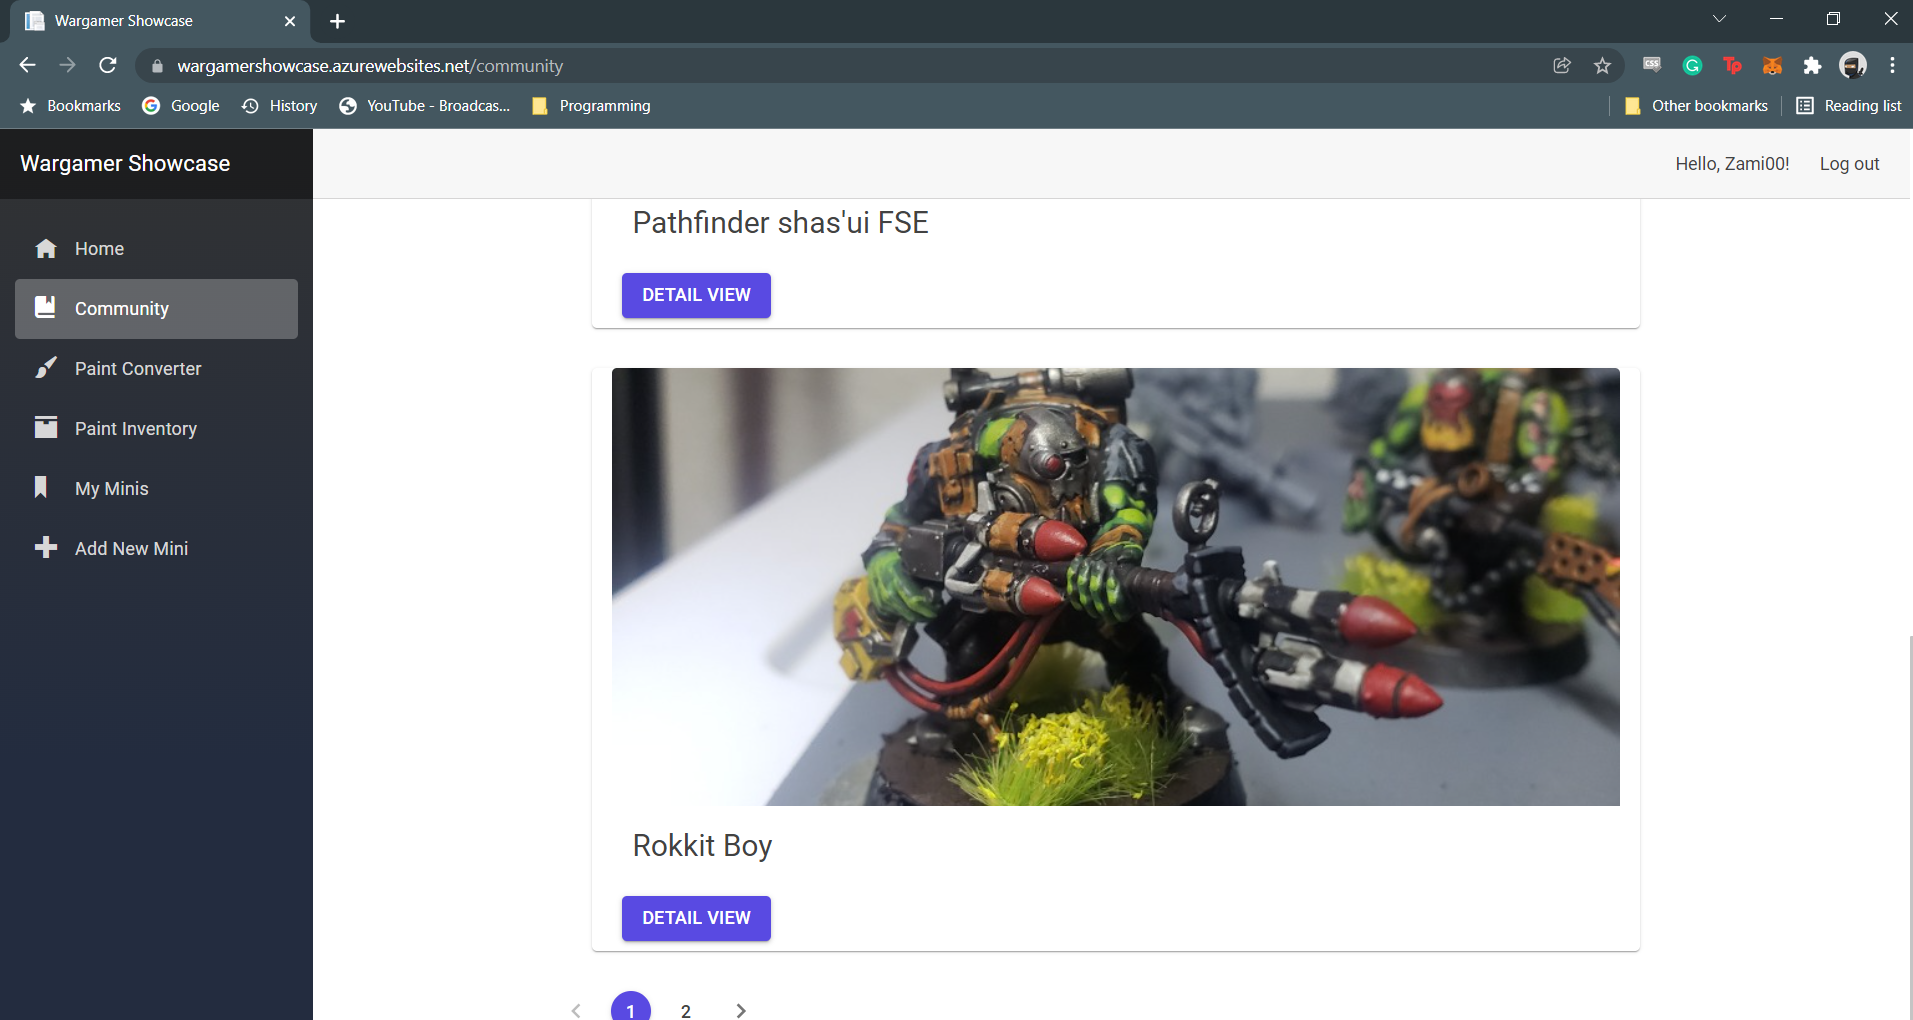 Wargamer Showcase
wargamershowcase.azurewebsites.net/community
CSS
G
Tp
Bookmarks
Google
History
YouTube - Broadcas...
Programming
Other bookmarks
Reading list
Wargamer Showcase
Hello, Zami00!
Log out
Home
Community
Paint Converter
Paint Inventory
My Minis
Add New Mini
Pathfinder shas'ui FSE
DETAIL VIEW
Rokkit Boy
DETAIL VIEW
1 2